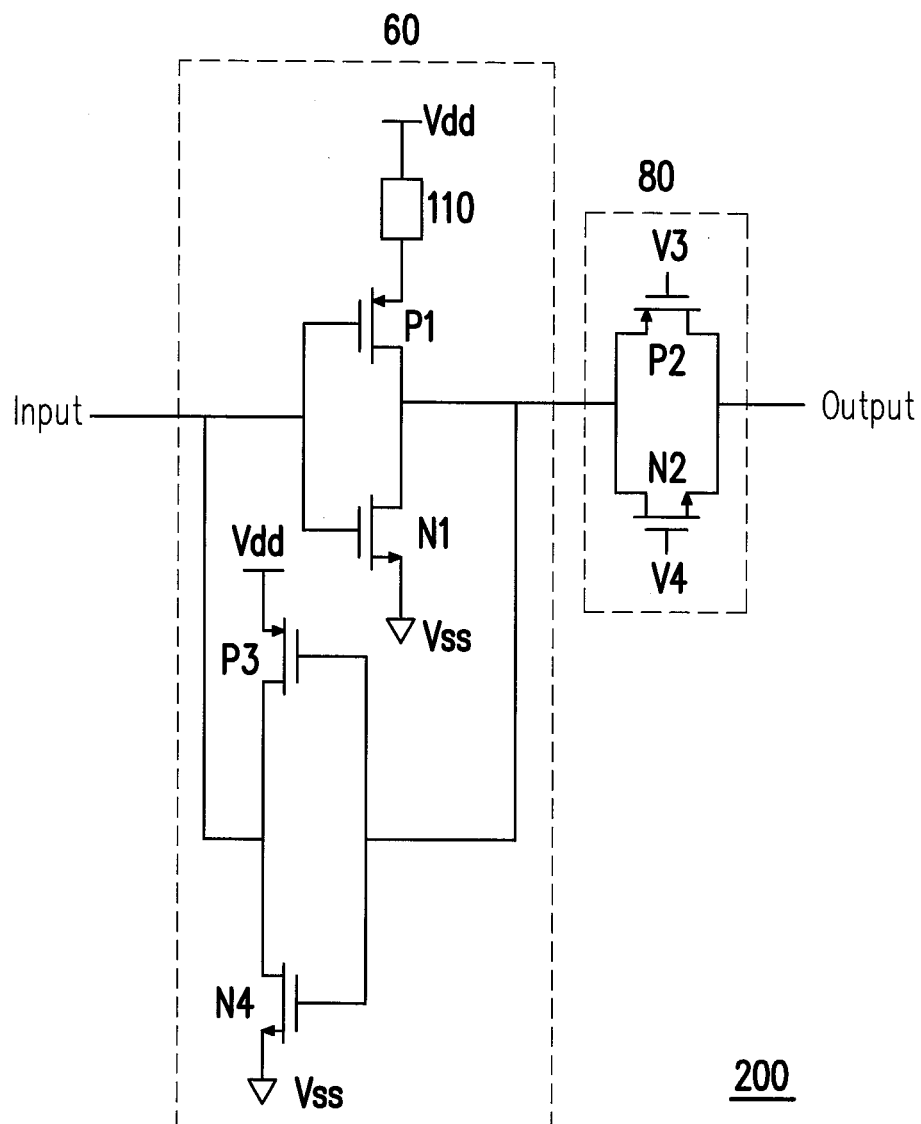 60
Vdd
110
80
V3
P1
P2
Input
Output
N2
N1
Vdd
V4
Vss
P3
N4
Vss
200